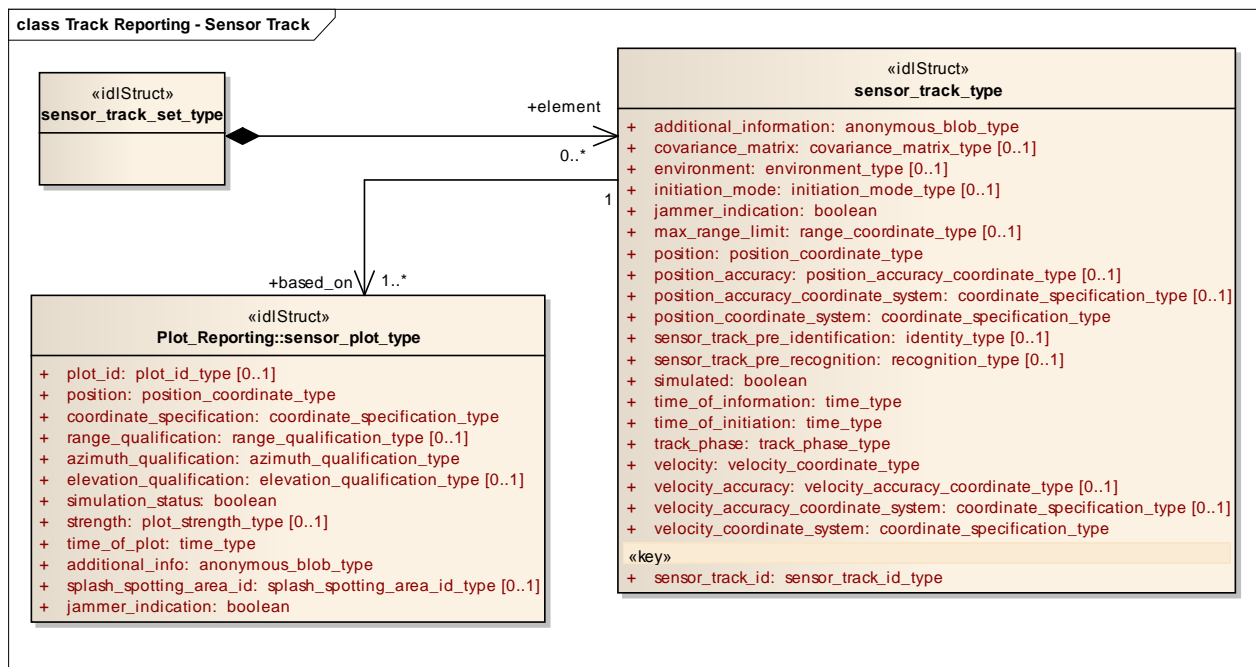 class Track Reporting - Sensor Track
«idlStruct»
sensor_track_set_type
+element
0..*
«idlStruct»
sensor_track_type
+ additional_information: anonymous_blob_type
+ covariance_matrix: covariance_matrix_type [0..1]
+ environment: environment_type [0..1]
+ initiation_mode: initiation_mode_type [0..1]
+ jammer_indication: boolean
+ max_range_limit: range_coordinate_type [0..1]
+ position: position_coordinate_type
+ position_accuracy: position_accuracy_coordinate_type [0..1]
+ position_accuracy_coordinate_system: coordinate_specification_type [0..1]
+ position_coordinate_system: coordinate_specification_type
+ sensor_track_pre_identification: identity_type [0..1]
+ sensor_track_pre_recognition: recognition_type [0..1]
+ simulated: boolean
+ time_of_information: time_type
+ time_of_initiation: time_type
+ track_phase: track_phase_type
+ velocity: velocity_coordinate_type
+ velocity_accuracy: velocity_accuracy_coordinate_type [0..1]
+ velocity_accuracy_coordinate_system: coordinate_specification_type [0..1]
+ velocity_coordinate_system: coordinate_specification_type
«key»
+ sensor_track_id: sensor_track_id_type
1
+based_on
1..*
«idlStruct»
Plot_Reporting::sensor_plot_type
+ plot_id: plot_id_type [0..1]
+ position: position_coordinate_type
+ coordinate_specification: coordinate_specification_type
+ range_qualification: range_qualification_type [0..1]
+ azimuth_qualification: azimuth_qualification_type
+ elevation_qualification: elevation_qualification_type [0..1]
+ simulation_status: boolean
+ strength: plot_strength_type [0..1]
+ time_of_plot: time_type
+ additional_info: anonymous_blob_type
+ splash_spotting_area_id: splash_spotting_area_id_type [0..1]
+ jammer_indication: boolean